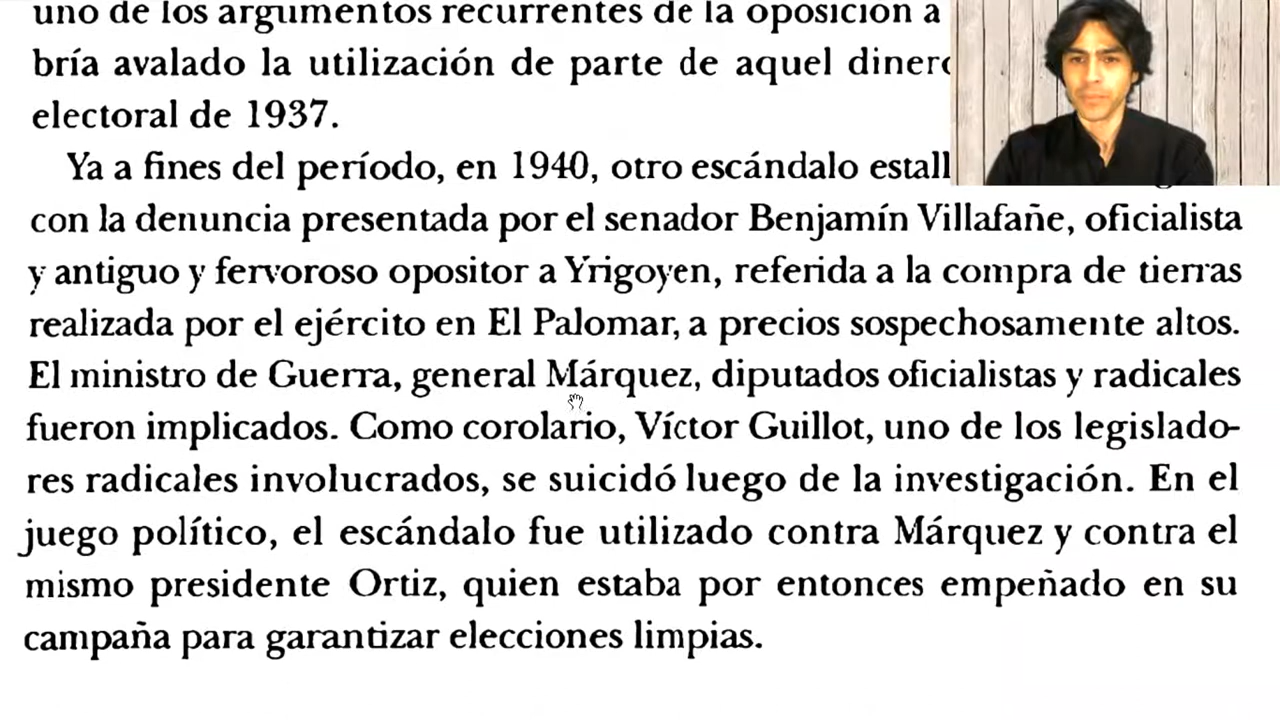 uno de los argumentos recurrentes de la oposición a
bría avalado la utilización de parte de aquel dinero
electoral de 1937.
Ya a fines del período, en 1940, otro escándalo estall
con la denuncia presentada por el senador Benjamín Villafañe, oficialista
y antiguo y fervoroso opositor a Yrigoyen, referida a la compra de tierras
realizada por el ejército en El Palomar, a precios sospechosamente altos.
El ministro de Guerra, general Márquez, diputados oficialistas y radicales
fueron implicados. Como corolario, Víctor Guillot, uno de los legislado-
res radicales involucrados, se suicidó luego de la investigación. En el
juego político, el escándalo fue utilizado contra Márquez y contra el
mismo presidente Ortiz, quien estaba por entonces empeñado en su
campaña para garantizar elecciones limpias.